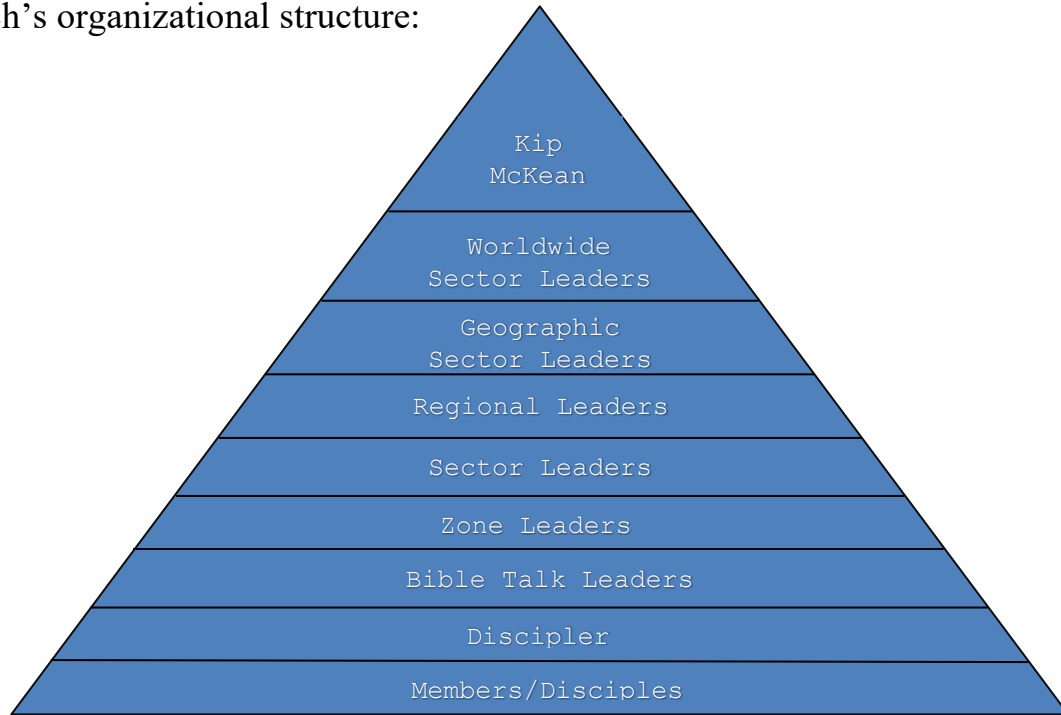 h’s organizational structure:
Kip
McKean
Worldwide
Sector Leaders
Geographic
Sector Leaders
Regional Leaders
Sector Leaders
Zone Leaders
Bible Talk Leaders
Discipler
Members/Disciples